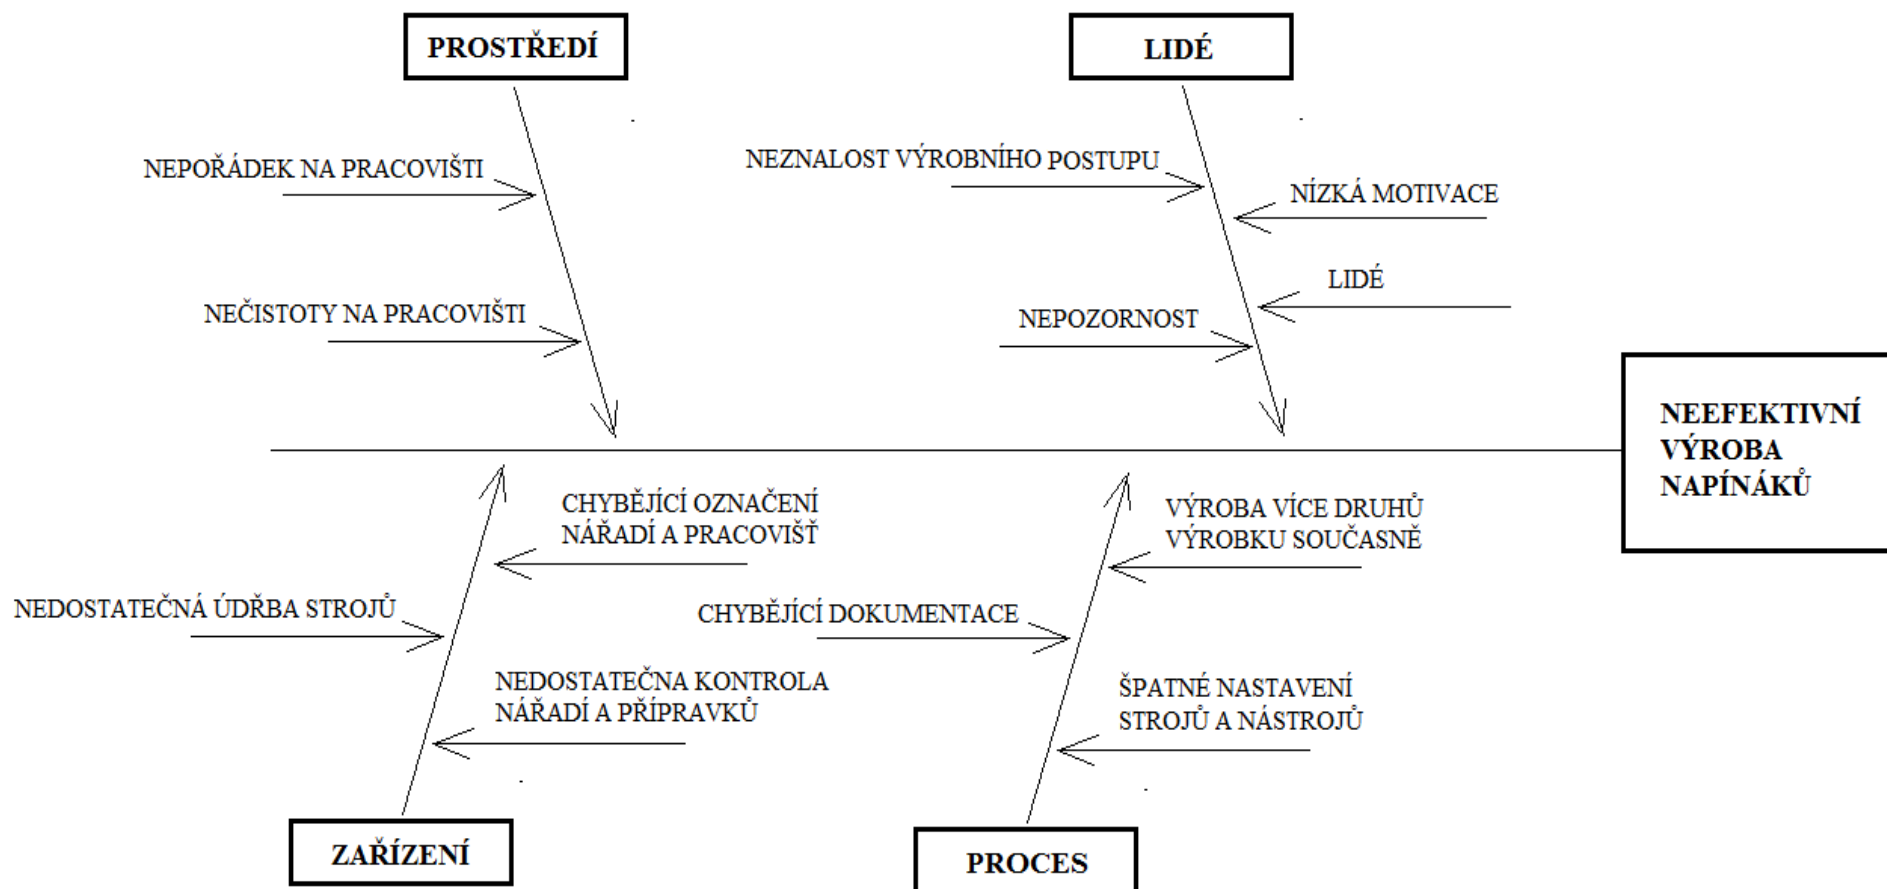 PROSTŘEDÍ
LIDÉ
NEPOŘÁDEK NA PRACOVIŠTI
NEZNALOST VÝROBNÍHO POSTUPU
NÍZKÁ MOTIVACE
LIDÉ
NEČISTOTY NA PRACOVIŠTI
NEPOZORNOST
NEEFEKTIVNÍ
VÝROBA
NAPÍNÁKŮ
CHYBĚJÍCÍ OZNAČENÍ
NÁŘADÍ A PRACOVIŠŤ
VÝROBA VÍCE DRUHŮ
VÝROBKU SOUČASNĚ
NEDOSTATEČNÁ ÚDŘBA STROJŮ
CHYBĚJÍCÍ DOKUMENTACE
NEDOSTATEČNA KONTROLA
NÁŘADÍ A PŘÍPRAVKŮ
ŠPATNÉ NASTAVENÍ
STROJŮ A NÁSTROJŮ
ZAŘÍZENÍ
PROCES